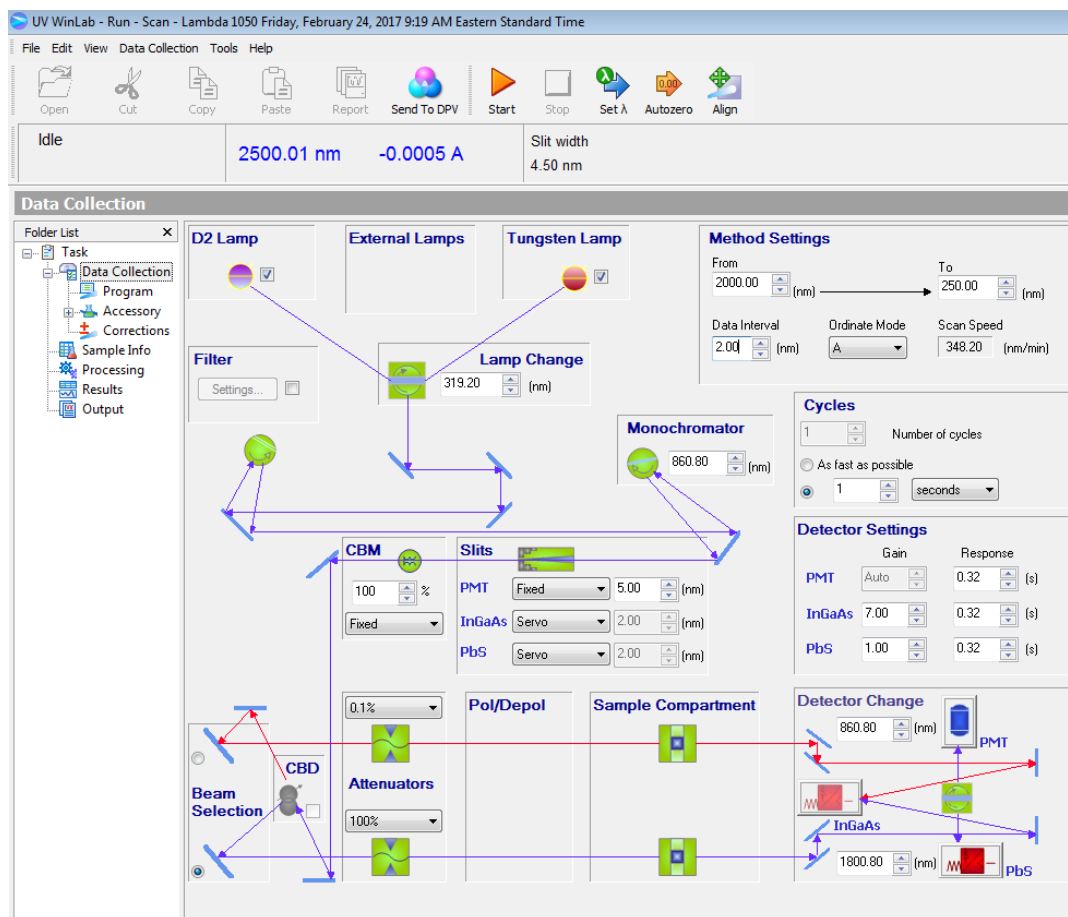 UV WinLab - Run - Scan - Lambda 1050 Friday, February 24, 2017 9:19 AM Eastern Standard Time
File Edit View Data Collection Tools Help
Open Cut Copy Paste Report Send To DPV Start Stop Set λ Autozero Align
Idle
2500.01 nm -0.0005 A
Slit width
4.50 nm
Data Collection
Folder List
Task
Data Collection
Program
Accessory
Corrections
Sample Info
Processing
Results
Output
D2 Lamp
External Lamps
Tungsten Lamp
Method Settings
From
2000.00 (nm)
To
250.00 (nm)
Data Interval
2.00 (nm)
Ordinate Mode
A
Scan Speed
348.20 (nm/min)
Filter
Settings...
Lamp Change
319.20 (nm)
Monochromator
860.80 (nm)
Cycles
1 Number of cycles
As fast as possible
1 seconds
CBM
100 %
Fixed
Slits
PMT Fixed 5.00 (nm)
InGaAs Servo 2.00 (nm)
PbS Servo 2.00 (nm)
Detector Settings
Gain Response
PMT Auto 0.32 (s)
InGaAs 7.00 0.32 (s)
PbS 1.00 0.32 (s)
Beam
Selection
CBD
0.1%
Attenuators
100%
Pol/Depol
Sample Compartment
Detector Change
860.80 (nm)
PMT
InGaAs
1800.80 (nm)
PbS